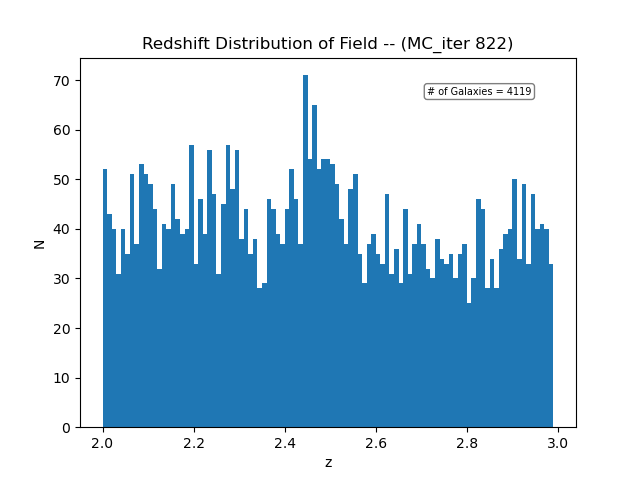 Redshift Distribution of Field -- (MC_iter 822)
# of Galaxies = 4119
70
60
50
40
30
20
10
0
N
2.0 2.2 2.4 2.6 2.8 3.0
z